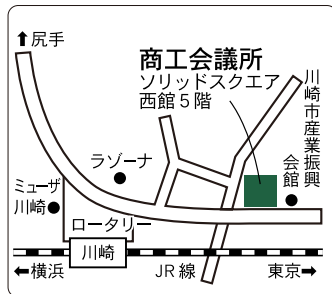 ↑尻手
商工会議所
ソリッドスクエア
西館5階
川崎市産業振興
会館
ラゾーナ
ミューザ
川崎
ロータリー
川崎
←横浜
JR線
東京→